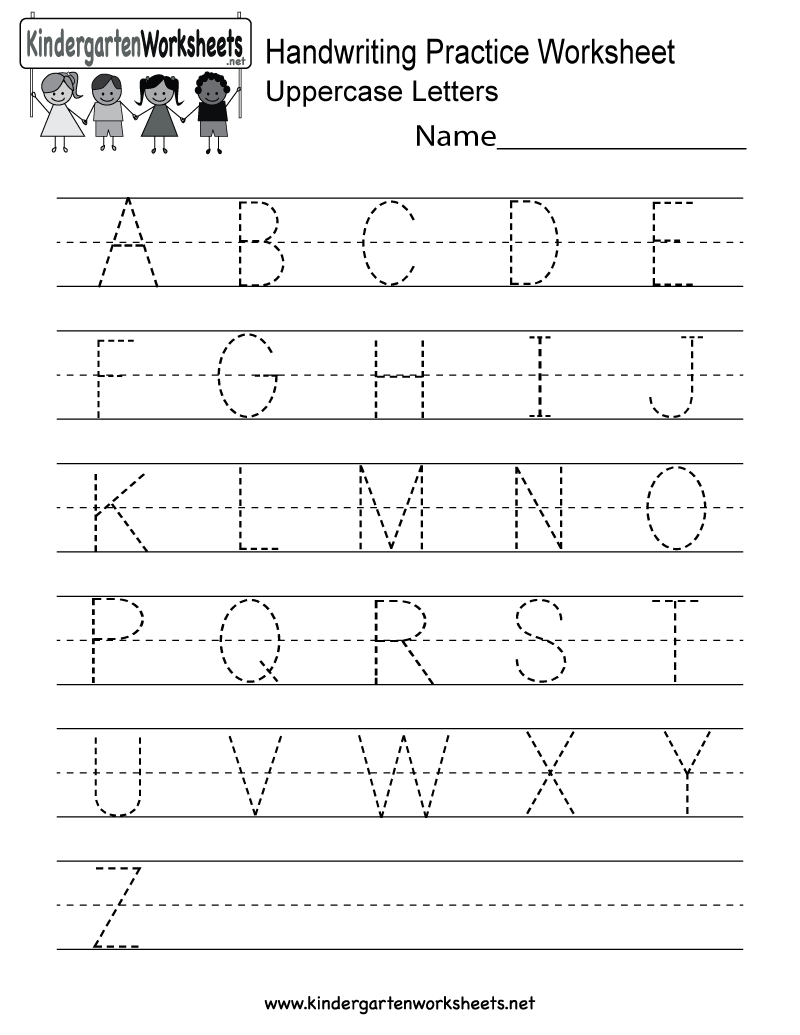 KindergartenWorksheets
.net
Handwriting Practice Worksheet
Uppercase Letters
Name
A B C D E
F G H I J
K L M N O
P Q R S T
U V W X Y
Z
www.kindergartenworksheets.net